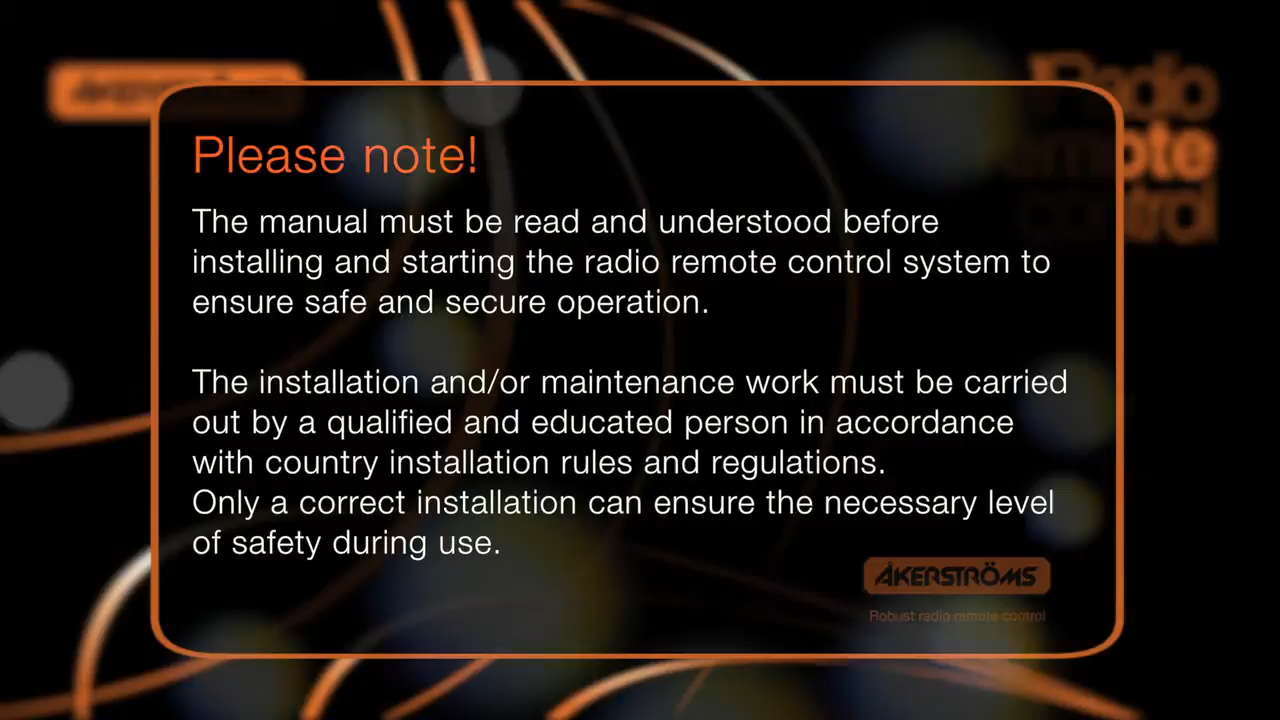 Please note!
The manual must be read and understood before
installing and starting the radio remote control system to
ensure safe and secure operation.
The installation and/or maintenance work must be carried
out by a qualified and educated person in accordance
with country installation rules and regulations.
Only a correct installation can ensure the necessary level
of safety during use.
ÅKERSTRÖMS
Robust radio remote control